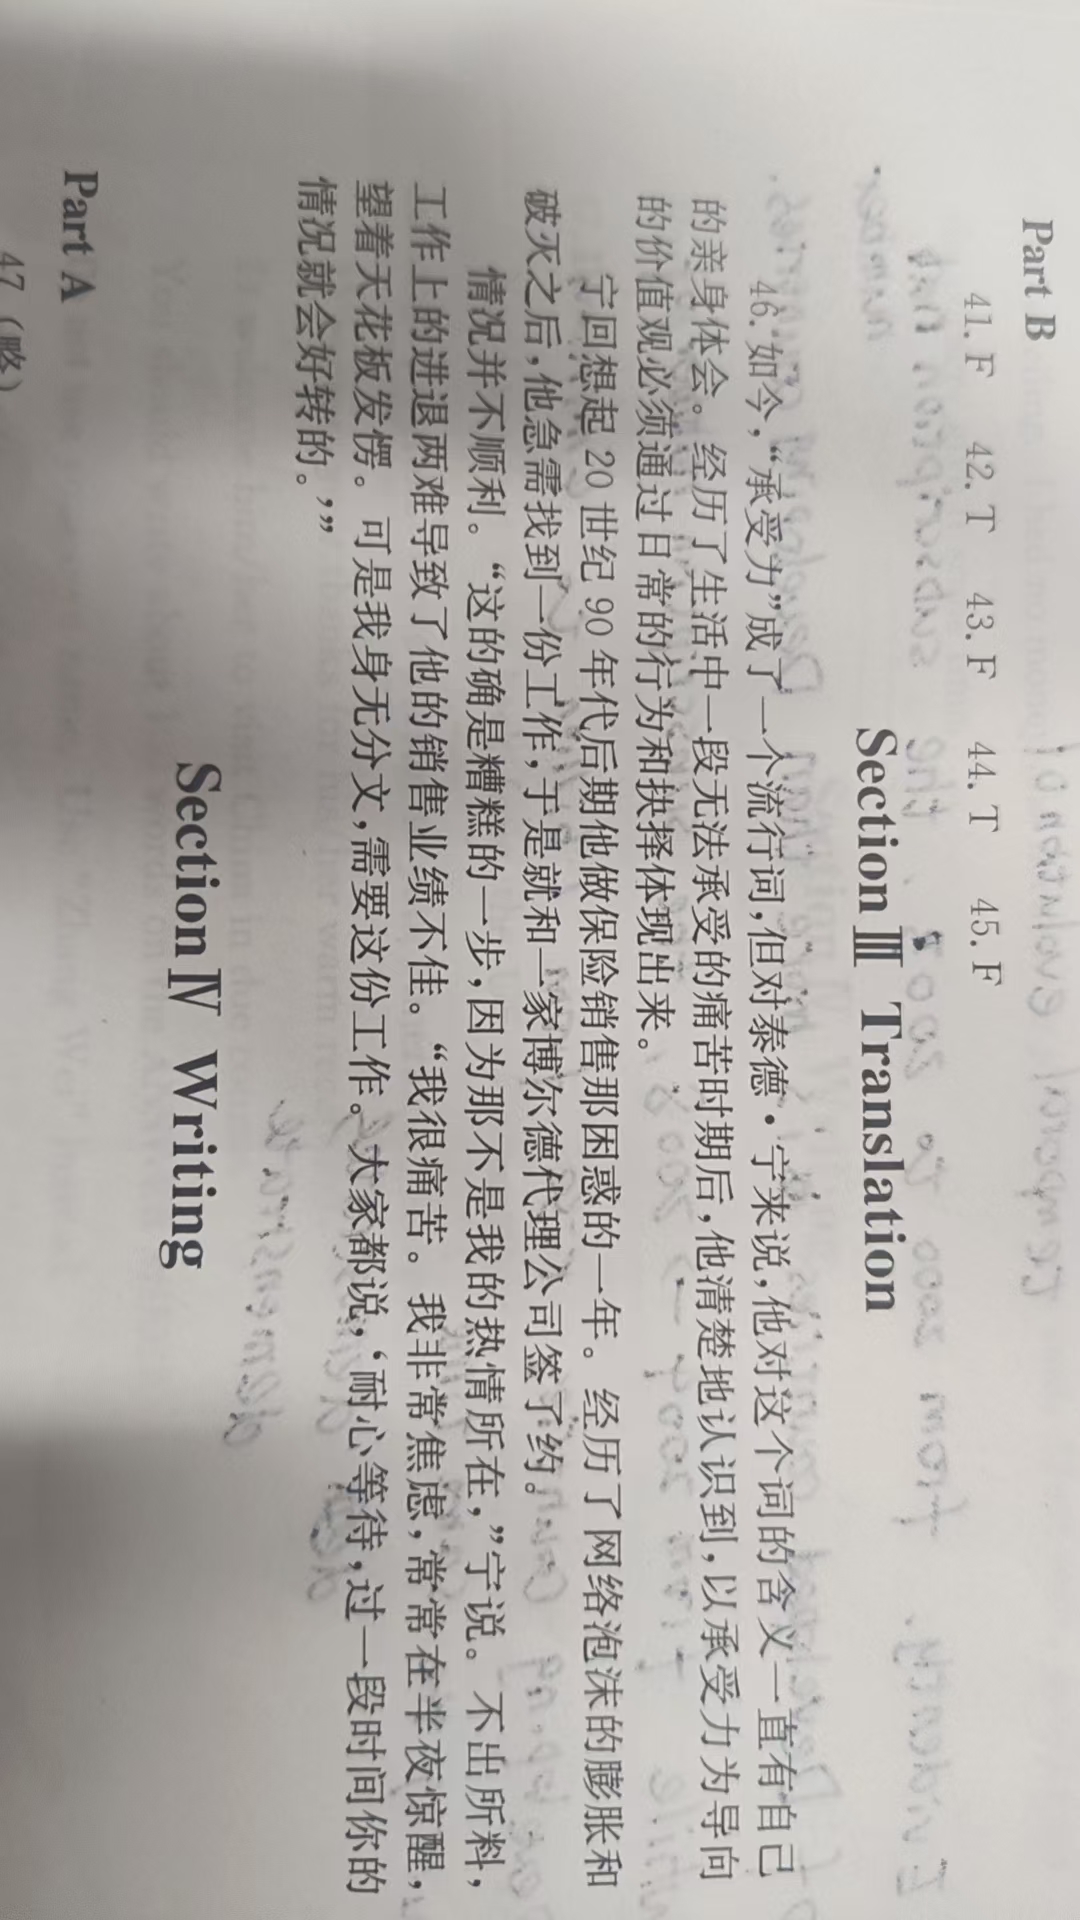 Part B
41. F 42. T 43. F 44. T 45. F
Section Ⅲ Translation
46. 如今，“承受力”成了一个流行词，但对泰德·宁来说，他对这个词的含义一直有自己
的亲身体会。经历了生活中一段无法承受的痛苦时期后，他清楚地认识到，以承受力为导向
的价值观必须通过日常的行为和抉择体现出来。
宁回想起 20 世纪 90 年代后期他做保险销售那困惑的一年。经历了网络泡沫的膨胀和
破灭之后，他急需找到一份工作，于是就和一家博尔德代理公司签了约。
情况并不顺利。“这的确是糟糕的一步，因为那不是我的热情所在，”宁说。不出所料，
工作上的进退两难导致了他的销售业绩不佳。“我很痛苦。我非常焦虑，常常在半夜惊醒，
望着天花板发愣。可是我身无分文，需要这份工作。大家都说，‘耐心等待，过一段时间你的
情况就会好转的。’”
Section Ⅳ Writing
Part A
47（略）